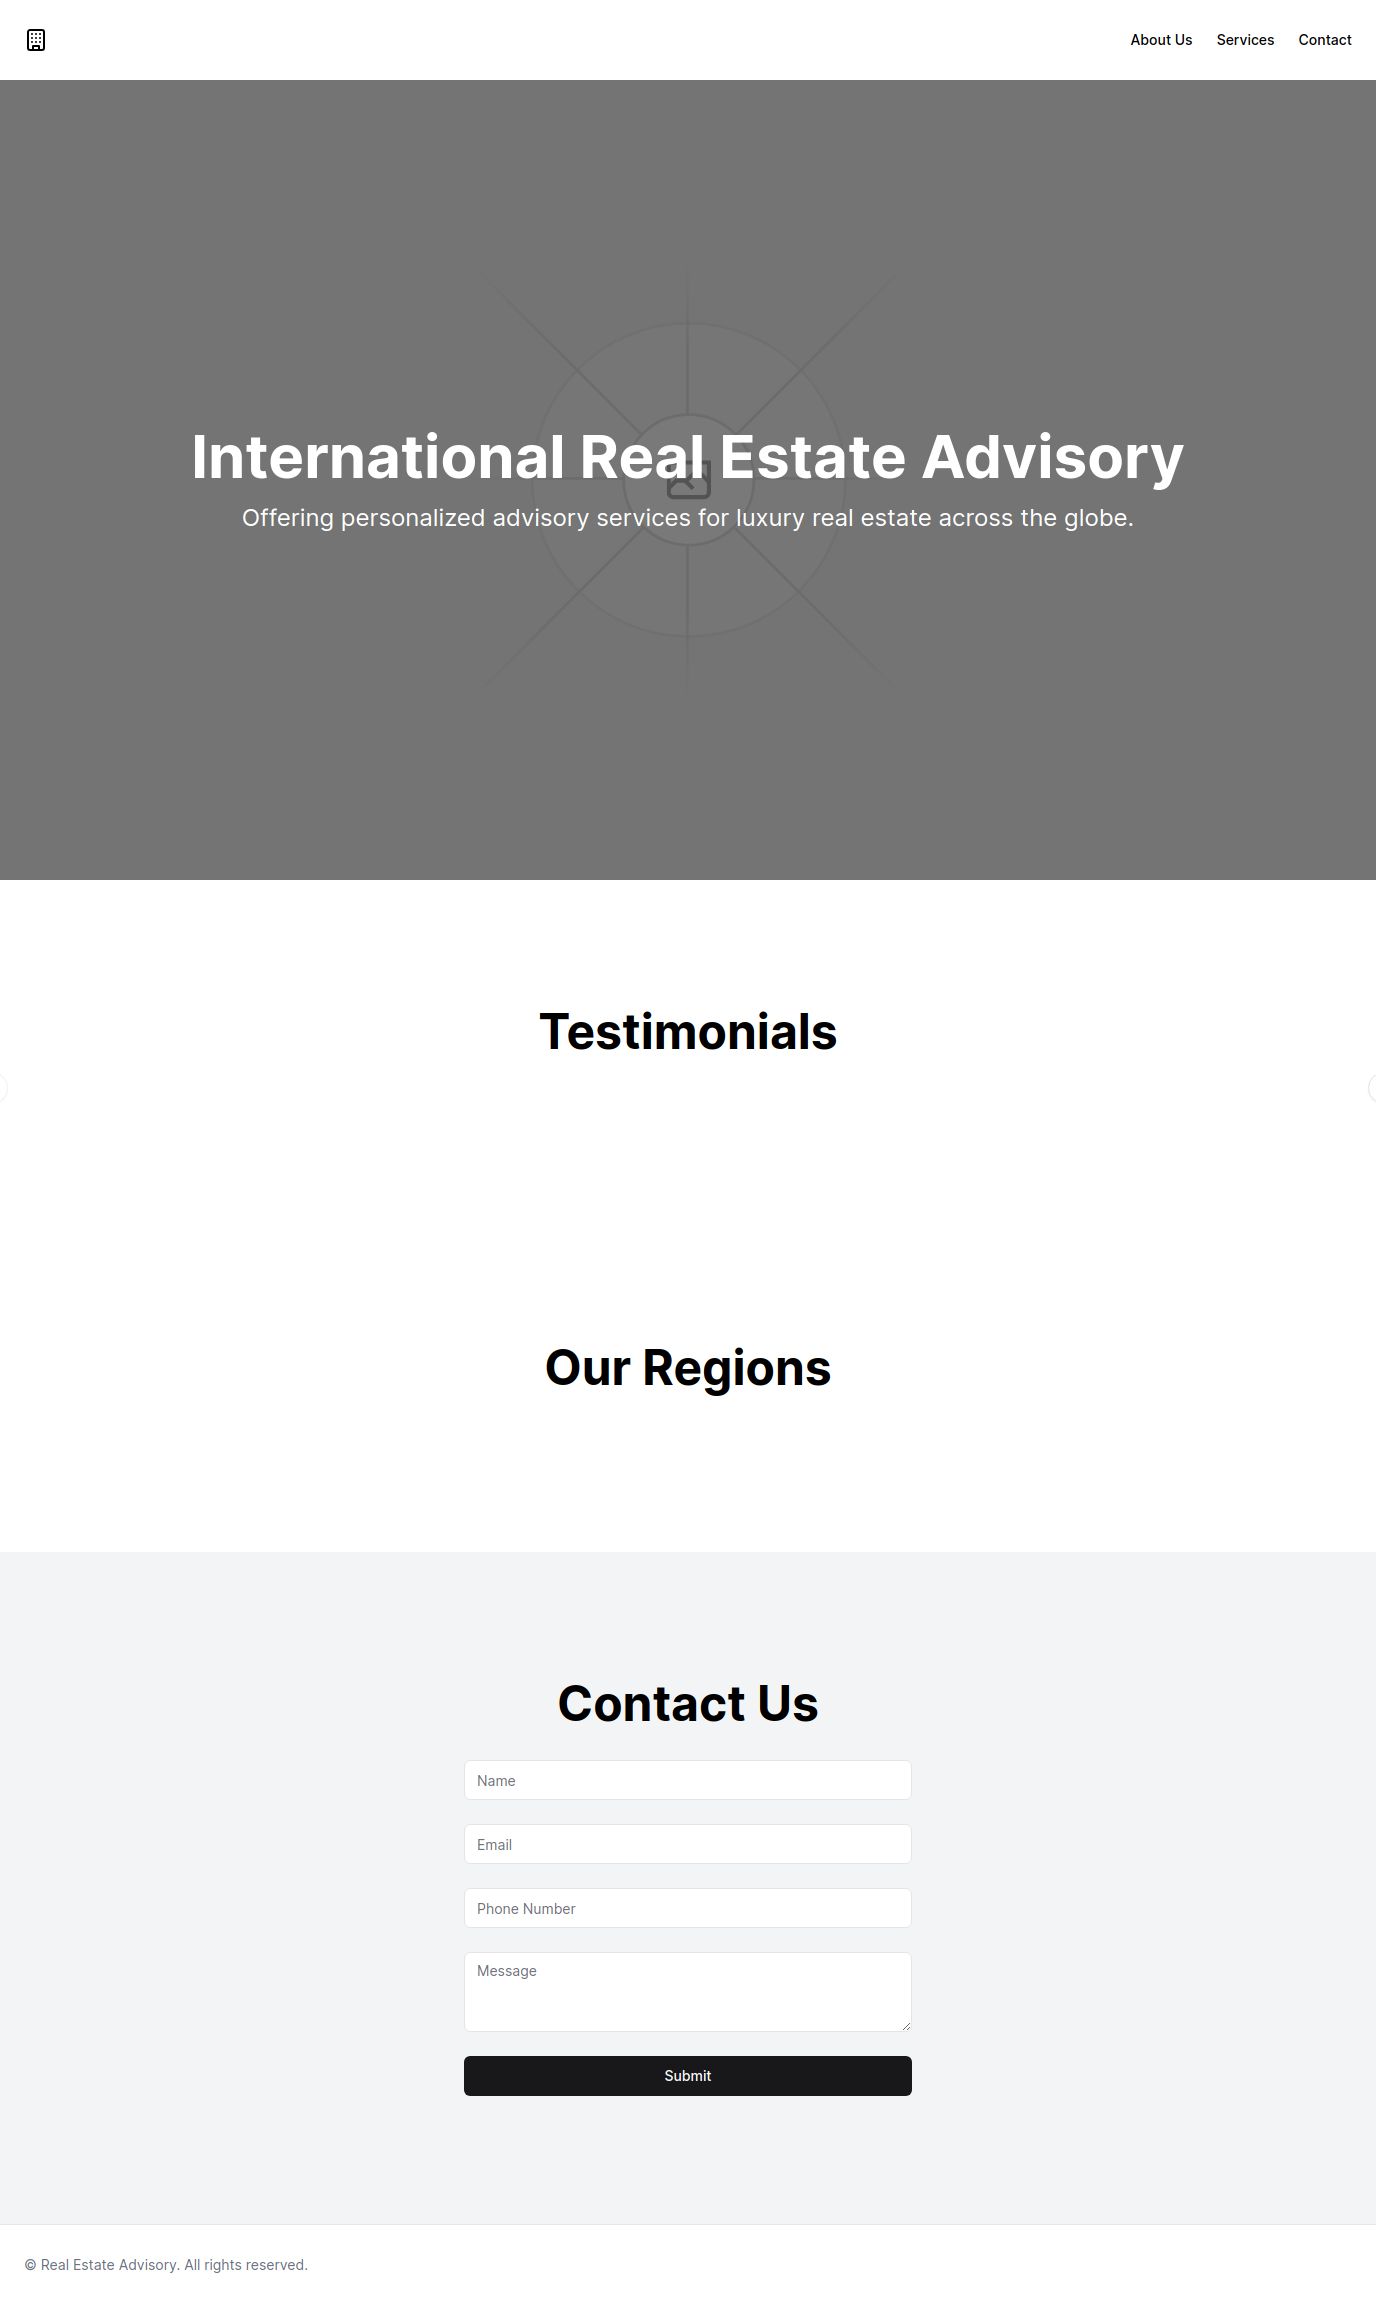 About Us Services Contact
International Real Estate Advisory
Offering personalized advisory services for luxury real estate across the globe.
Testimonials
Our Regions
Contact Us
Name
Email
Phone Number
Message
Submit
© Real Estate Advisory. All rights reserved.